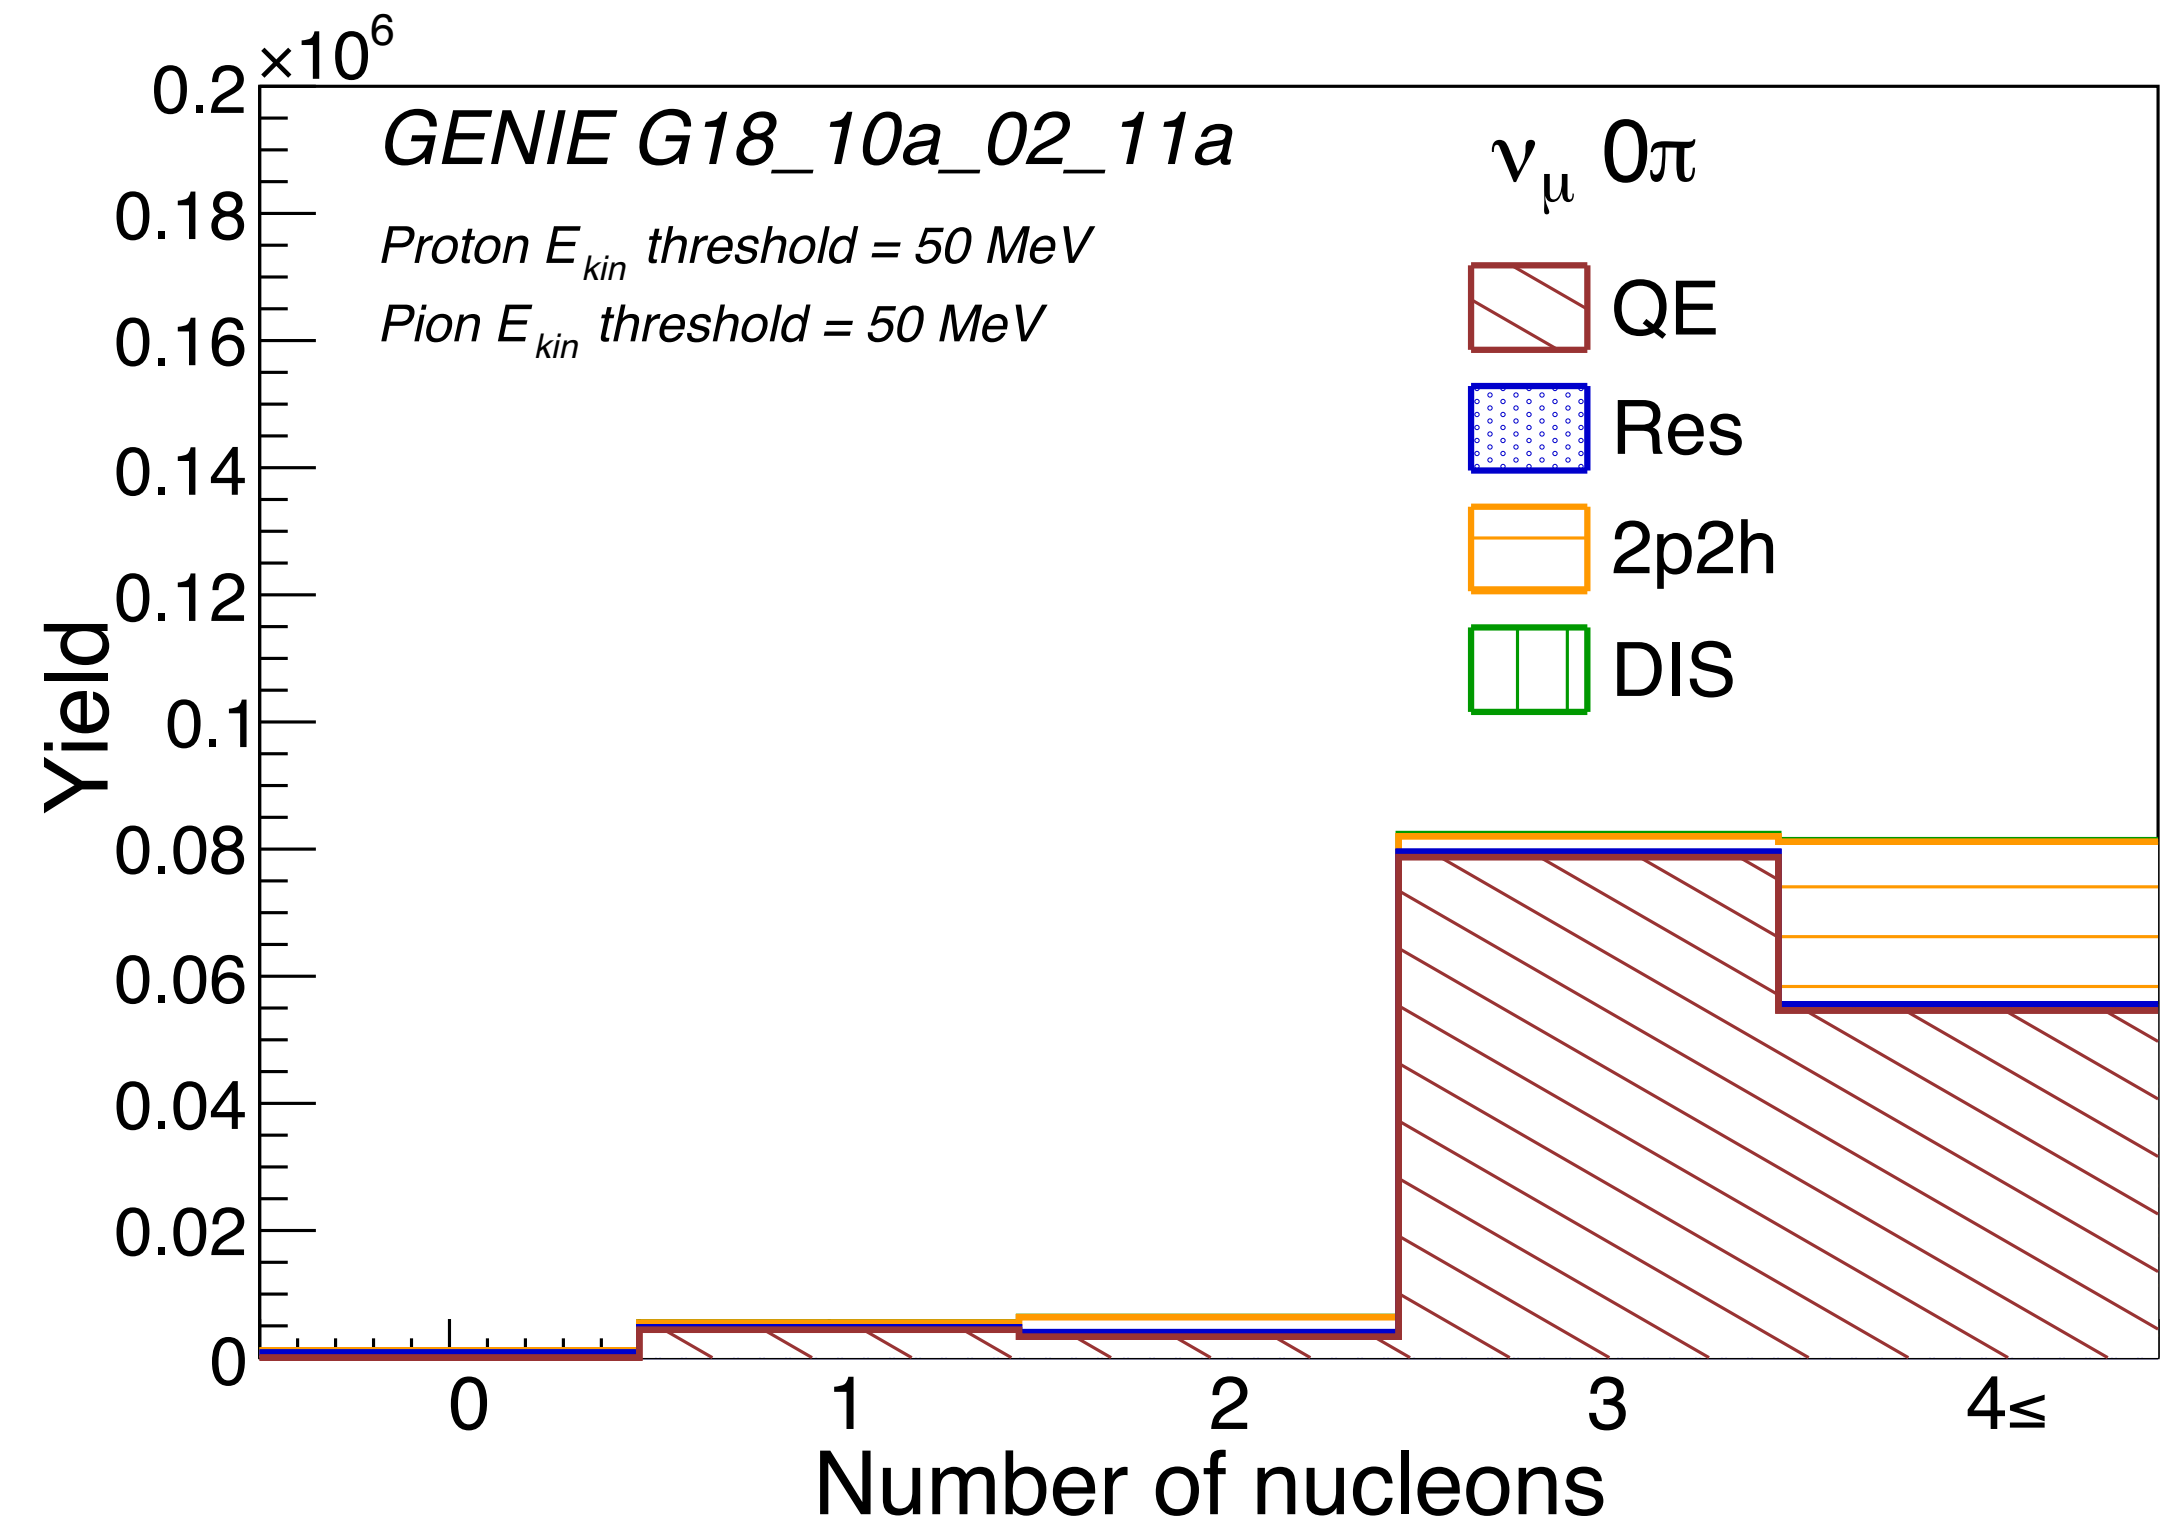 ×10⁶
0.2
0.18
0.16
0.14
0.12
0.1
0.08
0.06
0.04
0.02
0
Yield
GENIE G18_10a_02_11a
Proton E_kin threshold = 50 MeV
Pion E_kin threshold = 50 MeV
ν_μ 0π
QE
Res
2p2h
DIS
0 1 2 3 4≤
Number of nucleons